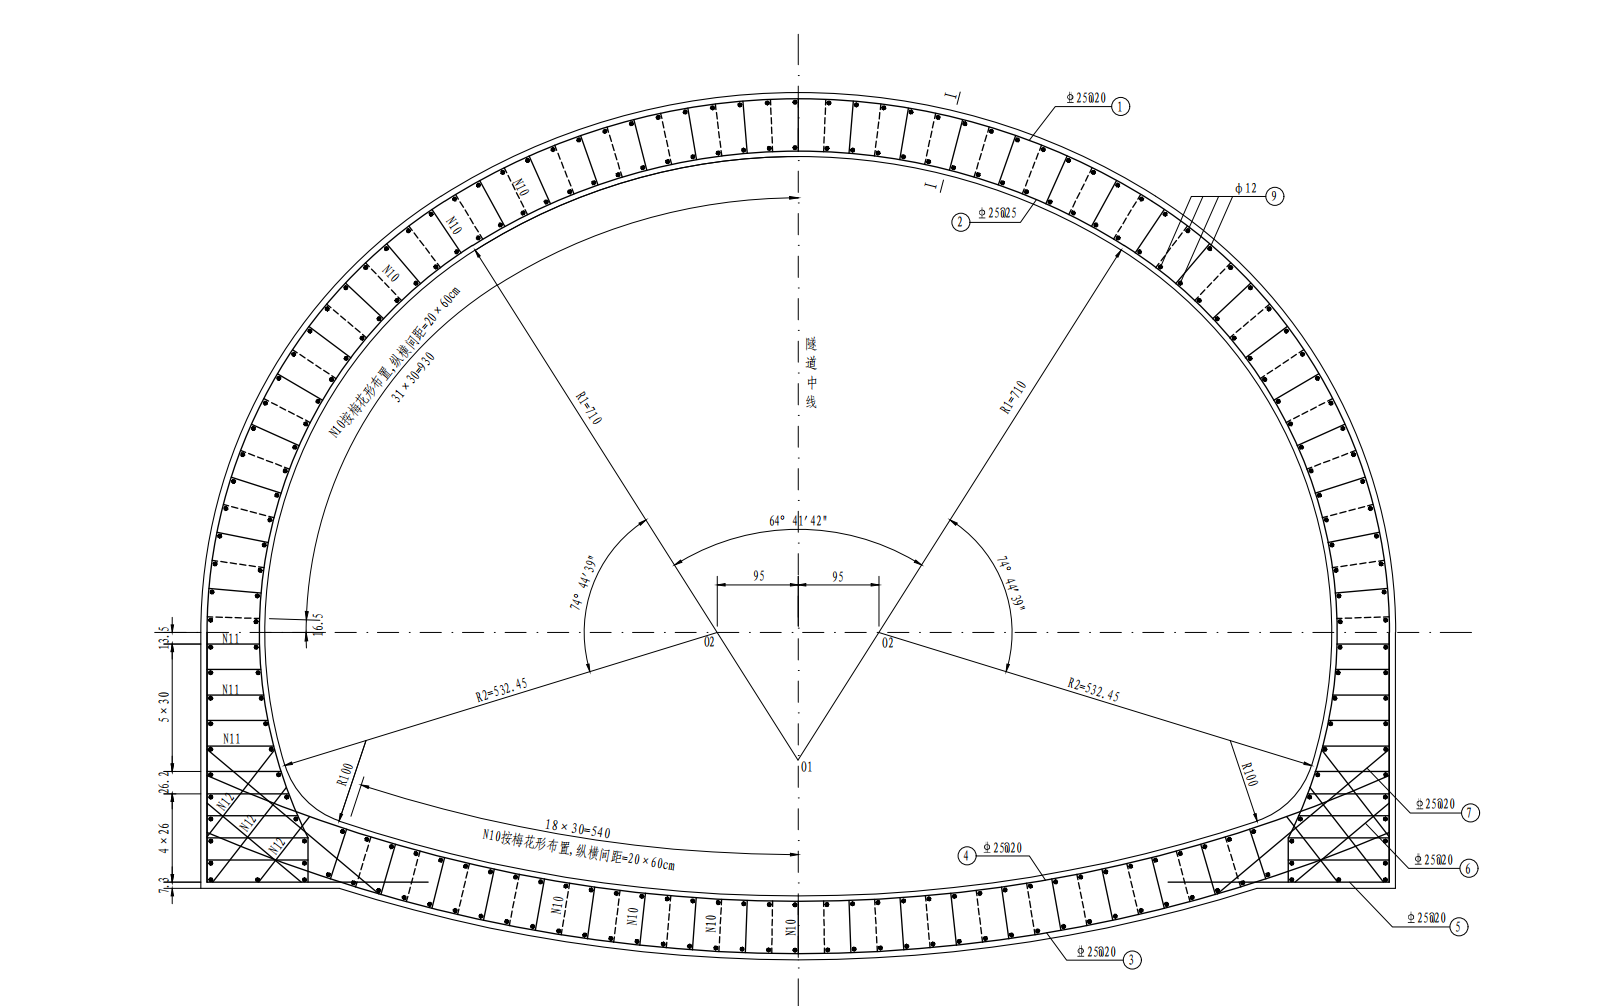 I
Φ25@20 1
I
2 Φ25@25
φ12 9
N10
N10
N10
N10按梅花形布置,纵横间距=20×60cm
31×30=930
隧道中线
R1=710
R1=710
64° 41'42"
74° 44'39"
74° 44'39"
95
95
16.5
13.5
N11
O2
O2
5×30
N11
R2=532.45
R2=532.45
N11
O1
26.2
R100
R100
N12
N12
N12
4×26
18×30=540
N10按梅花形布置,纵横间距=20×60cm
7.3
Φ25@20 7
4 Φ25@20
Φ25@20 6
N10
N10
N10
N10
Φ25@20 5
Φ25@20 3